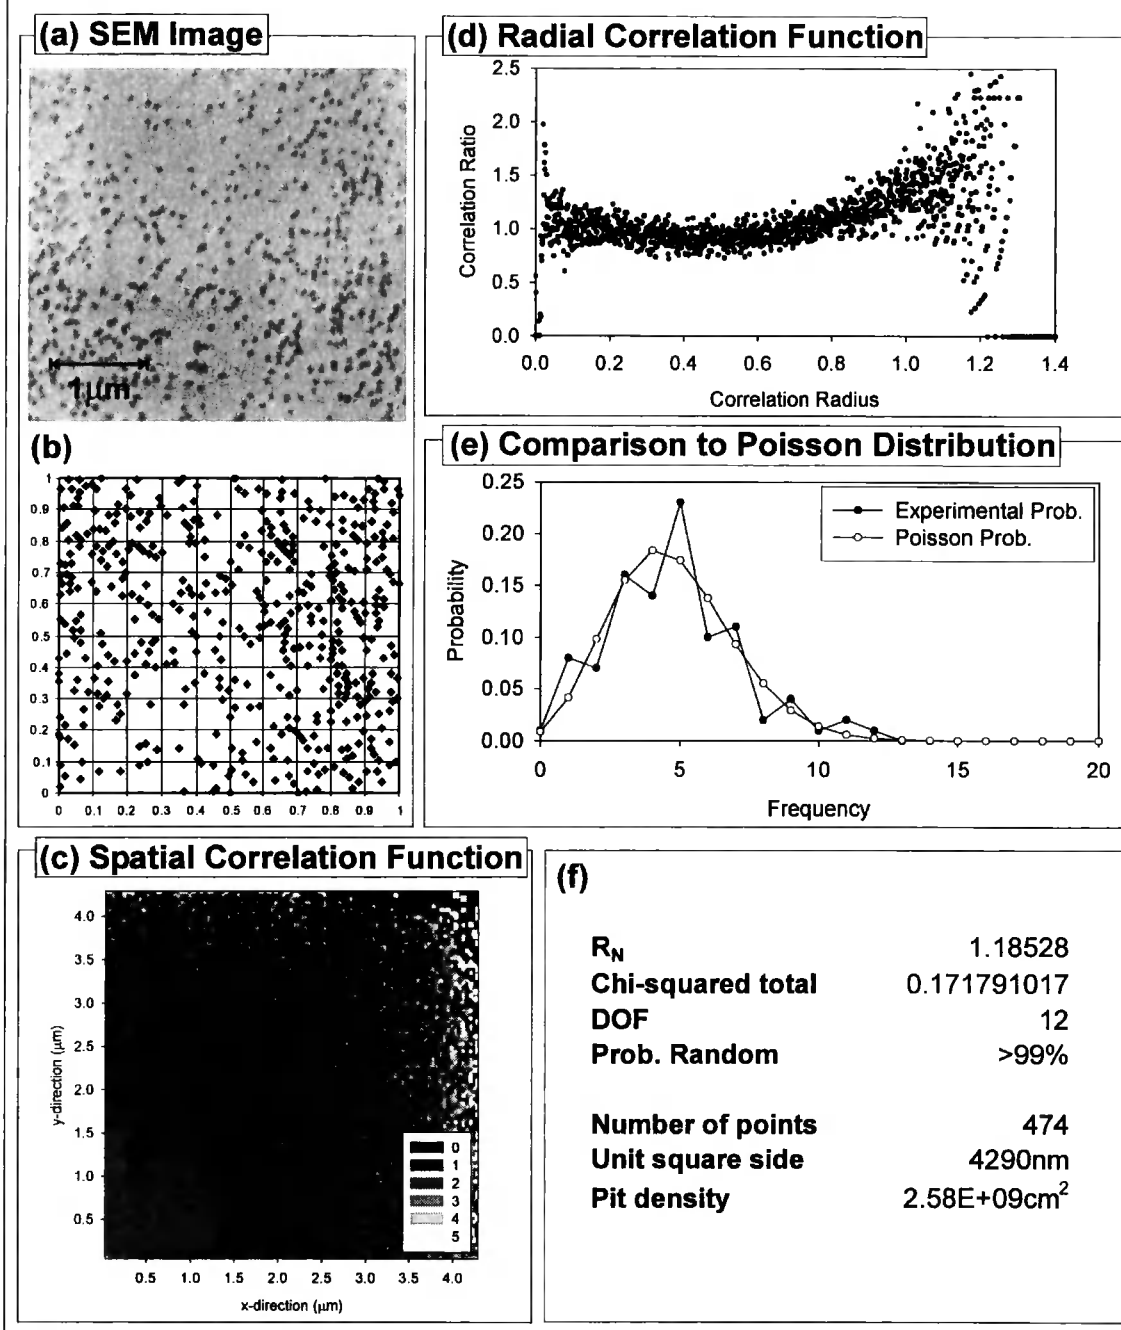 (a) SEM Image
1μm
(b)
1
0.9
0.8
0.7
0.6
0.5
0.4
0.3
0.2
0.1
0
0 0.1 0.2 0.3 0.4 0.5 0.6 0.7 0.8 0.9 1
(c) Spatial Correlation Function
y-direction (μm)
4.0
3.5
3.0
2.5
2.0
1.5
1.0
0.5
0
1
2
3
4
5
0.5 1.0 1.5 2.0 2.5 3.0 3.5 4.0
x-direction (μm)
(d) Radial Correlation Function
Correlation Ratio
2.5
2.0
1.5
1.0
0.5
0.0
0.0 0.2 0.4 0.6 0.8 1.0 1.2 1.4
Correlation Radius
(e) Comparison to Poisson Distribution
Probability
0.25
0.20
0.15
0.10
0.05
0.00
Experimental Prob.
Poisson Prob.
0 5 10 15 20
Frequency
(f)
R_N 1.18528
Chi-squared total 0.171791017
DOF 12
Prob. Random >99%
Number of points 474
Unit square side 4290nm
Pit density 2.58E+09cm²